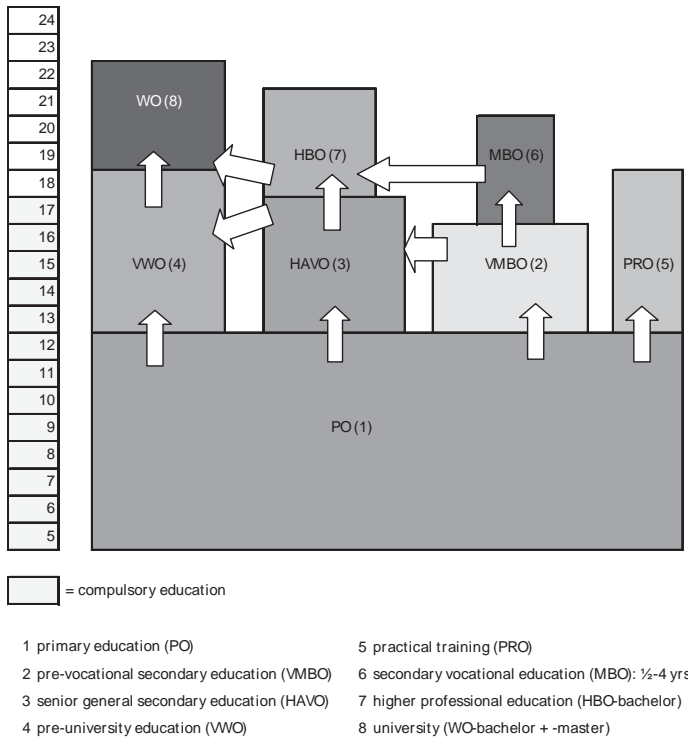 24
23
22
21
20
19
18
17
16
15
14
13
12
11
10
9
8
7
6
5
WO (8)
HBO (7)
MBO (6)
VWO (4)
HAVO (3)
VMBO (2)
PRO (5)
PO (1)
= compulsory education
1 primary education (PO)
2 pre-vocational secondary education (VMBO)
3 senior general secondary education (HAVO)
4 pre-university education (VWO)
5 practical training (PRO)
6 secondary vocational education (MBO): ½-4 yrs
7 higher professional education (HBO-bachelor)
8 university (WO-bachelor + -master)